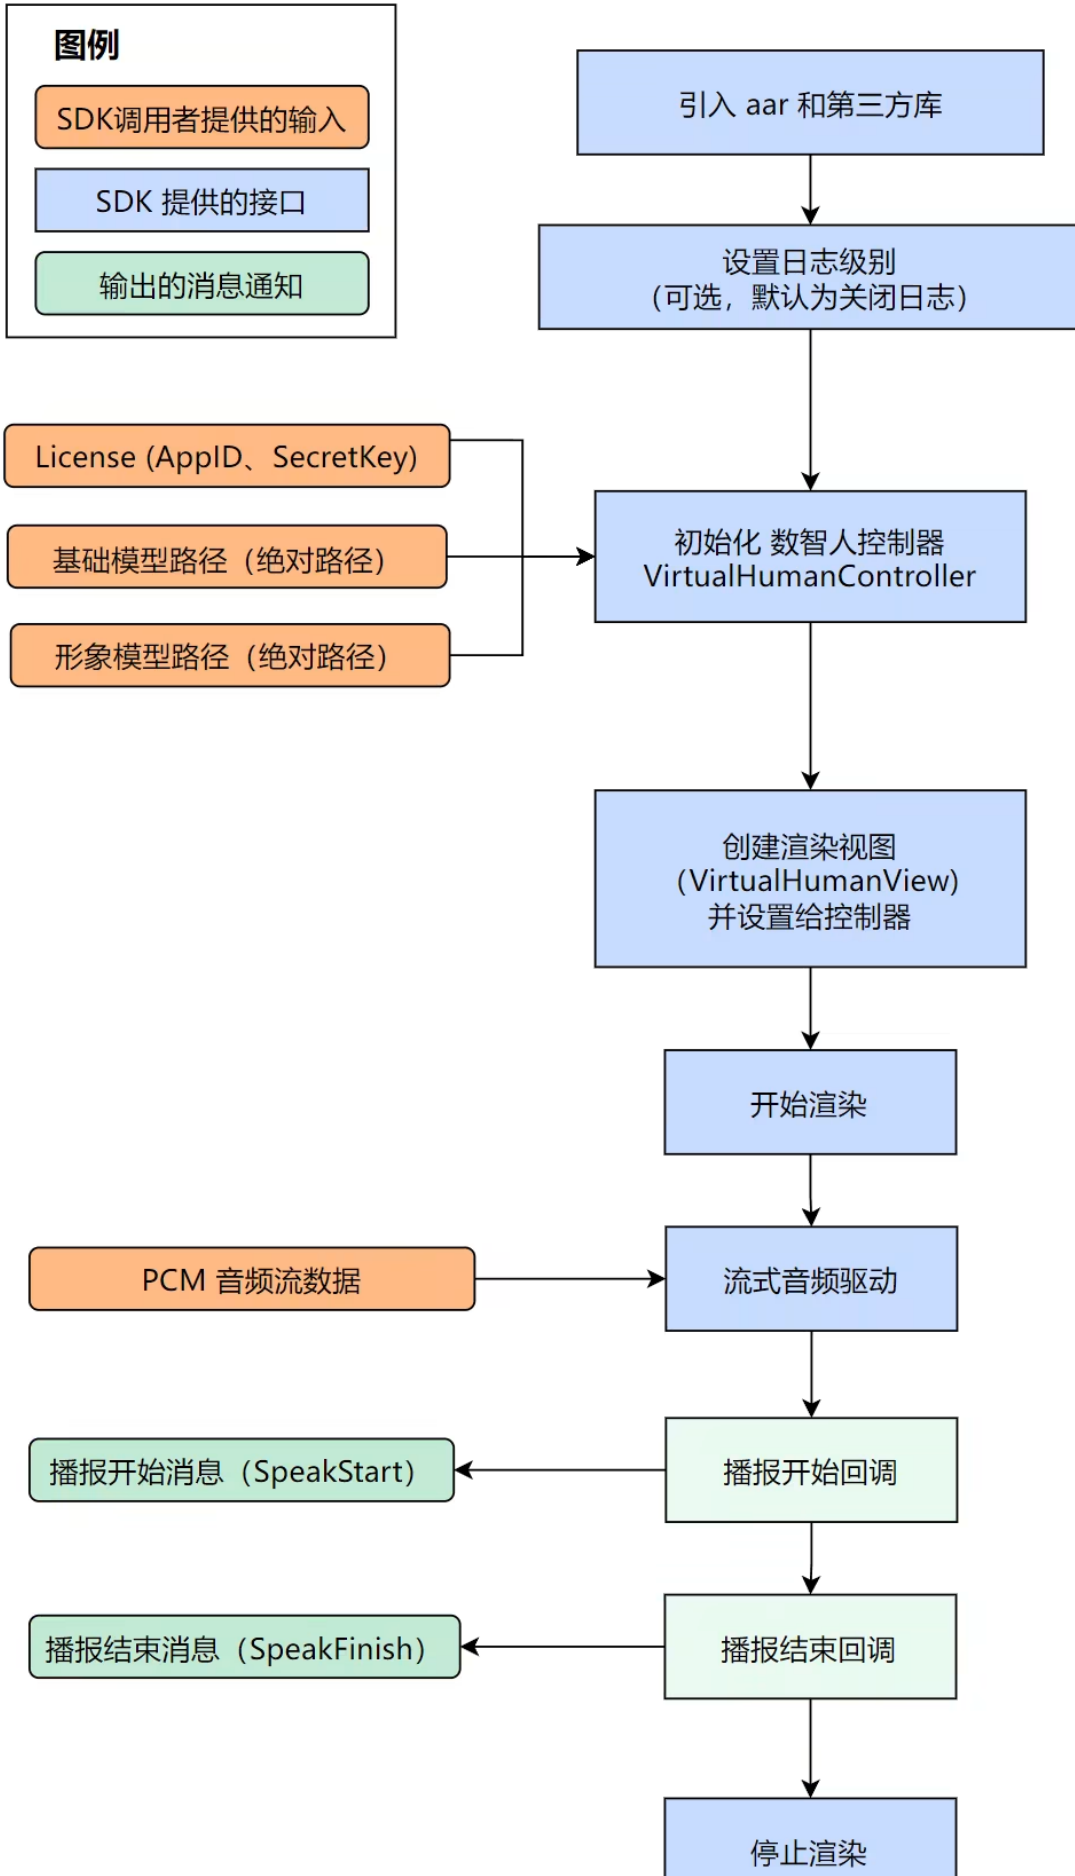 图例
SDK调用者提供的输入
SDK 提供的接口
输出的消息通知
引入 aar 和第三方库
设置日志级别
（可选，默认为关闭日志）
License (AppID、SecretKey)
基础模型路径（绝对路径）
形象模型路径（绝对路径）
初始化 数智人控制器
VirtualHumanController
创建渲染视图
（VirtualHumanView)
并设置给控制器
开始渲染
PCM 音频流数据
流式音频驱动
播报开始消息（SpeakStart）
播报开始回调
播报结束消息（SpeakFinish）
播报结束回调
停止渲染